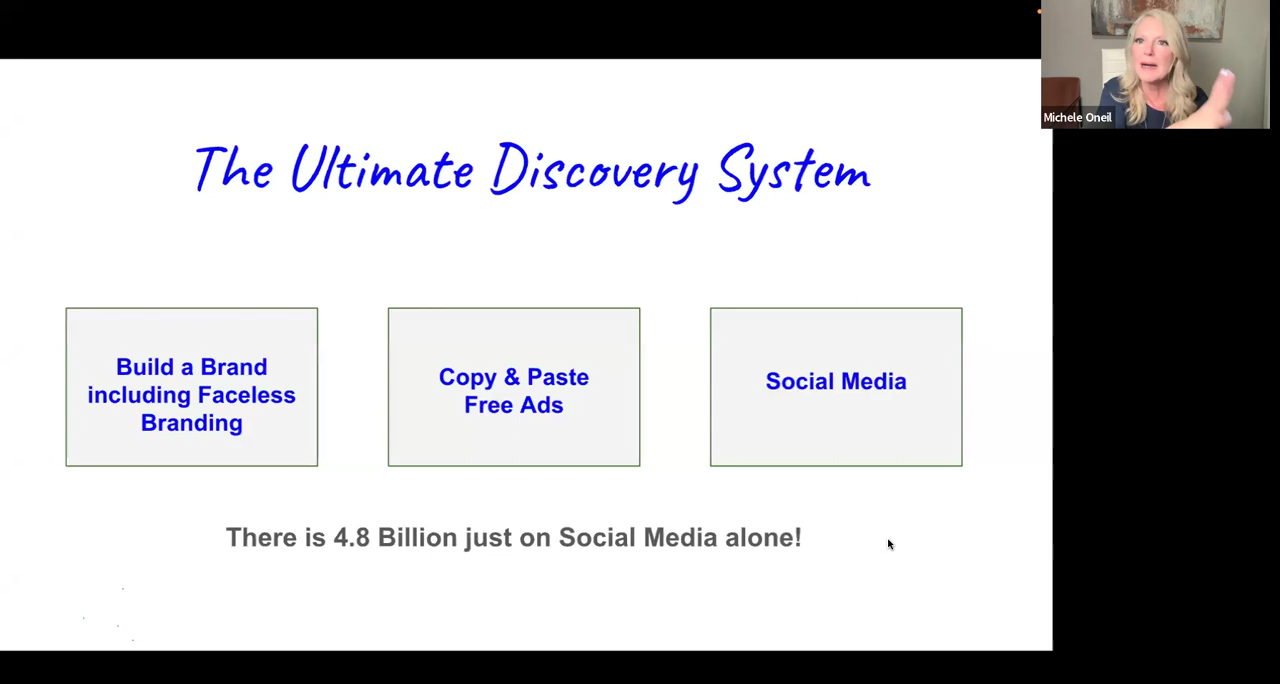 Michele Oneil
The Ultimate Discovery System
Build a Brand
including Faceless
Branding
Copy & Paste
Free Ads
Social Media
There is 4.8 Billion just on Social Media alone!